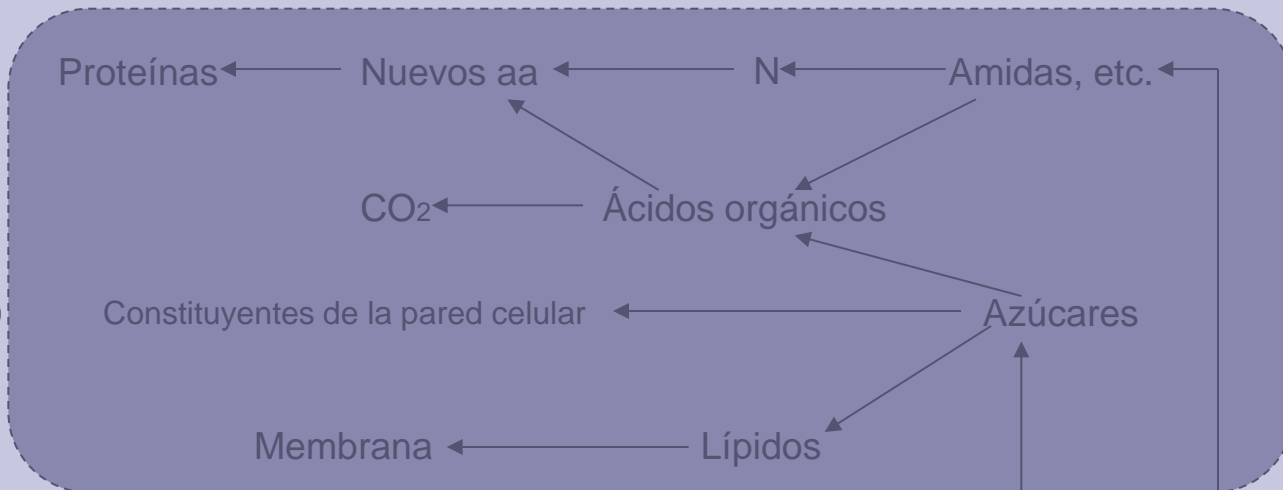 Proteínas Nuevos aa N Amidas, etc.
CO2 Ácidos orgánicos
Constituyentes de la pared celular Azúcares
Membrana Lípidos